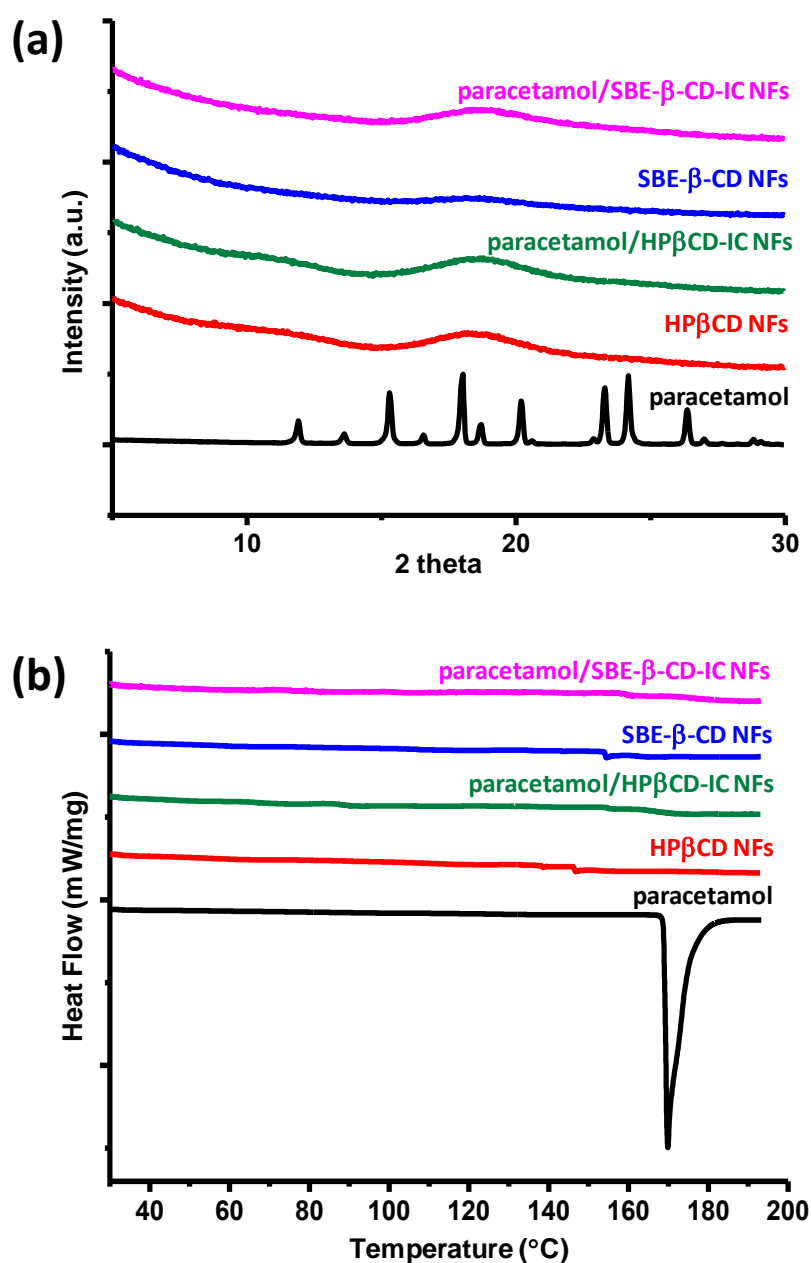 (a)
paracetamol/SBE-β-CD-IC NFs
SBE-β-CD NFs
paracetamol/HPβCD-IC NFs
HPβCD NFs
paracetamol
Intensity (a.u.)
10 20 30
2 theta
(b)
paracetamol/SBE-β-CD-IC NFs
SBE-β-CD NFs
paracetamol/HPβCD-IC NFs
HPβCD NFs
paracetamol
Heat Flow (mW/mg)
40 60 80 100 120 140 160 180 200
Temperature (°C)